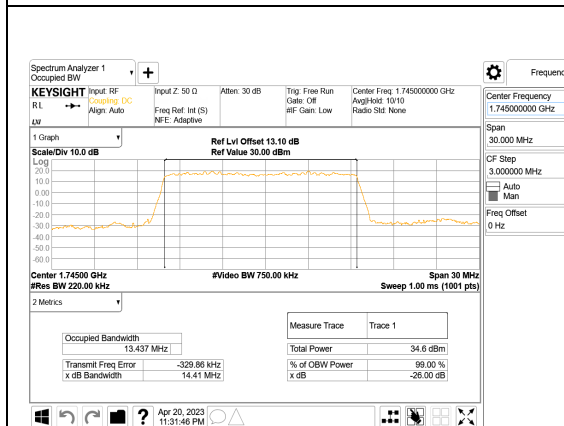 Spectrum Analyzer 1
Occupied BW
Frequenc
KEYSIGHT
Input: RF
Input Z: 50 Ω
Atten: 30 dB
Trig: Free Run
Center Freq: 1.745000000 GHz
Coupling: DC
Gate: Off
Avg|Hold: 10/10
R L
Align: Auto
Freq Ref: Int (S)
#IF Gain: Low
Radio Std: None
NFE: Adaptive
LXI
Center Frequency
1.745000000 GHz
Span
30.000 MHz
CF Step
3.000000 MHz
Auto
Man
Freq Offset
0 Hz
1 Graph
Ref Lvl Offset 13.10 dB
Scale/Div 10.0 dB
Ref Value 30.00 dBm
Log
20.0
10.0
0.00
-10.0
-20.0
-30.0
-40.0
-50.0
-60.0
Center 1.74500 GHz
#Video BW 750.00 kHz
Span 30 MHz
#Res BW 220.00 kHz
Sweep 1.00 ms (1001 pts)
2 Metrics
Measure Trace
Trace 1
Occupied Bandwidth
13.437 MHz
Total Power
34.6 dBm
Transmit Freq Error
-329.86 kHz
% of OBW Power
99.00 %
x dB Bandwidth
14.41 MHz
x dB
-26.00 dB
Apr 20, 2023
11:31:46 PM